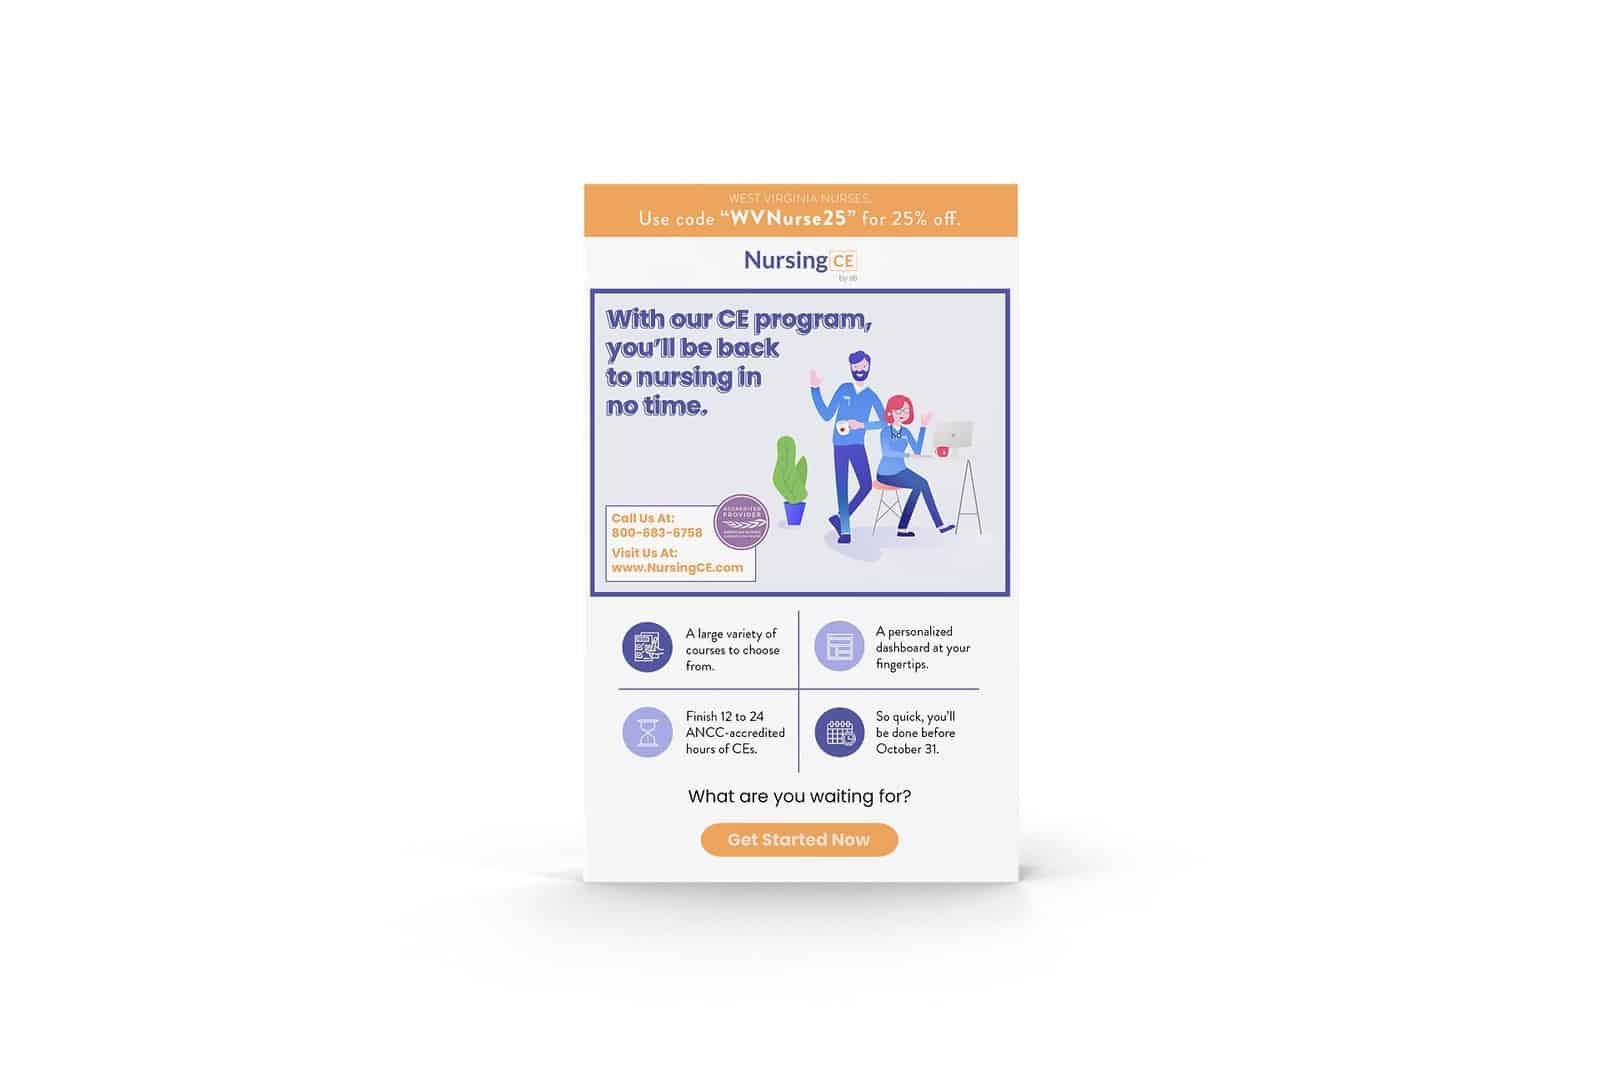 WEST VIRGINIA NURSES,
Use code “WVNurse25” for 25% off.
Nursing CE
With our CE program,
you’ll be back
to nursing in
no time.
Call Us At:
800-683-6758
Visit Us At:
www.NursingCE.com
ACCREDITED
PROVIDER
A large variety of
courses to choose
from.
A personalized
dashboard at your
fingertips.
Finish 12 to 24
ANCC-accredited
hours of CEs.
So quick, you’ll
be done before
October 31.
What are you waiting for?
Get Started Now